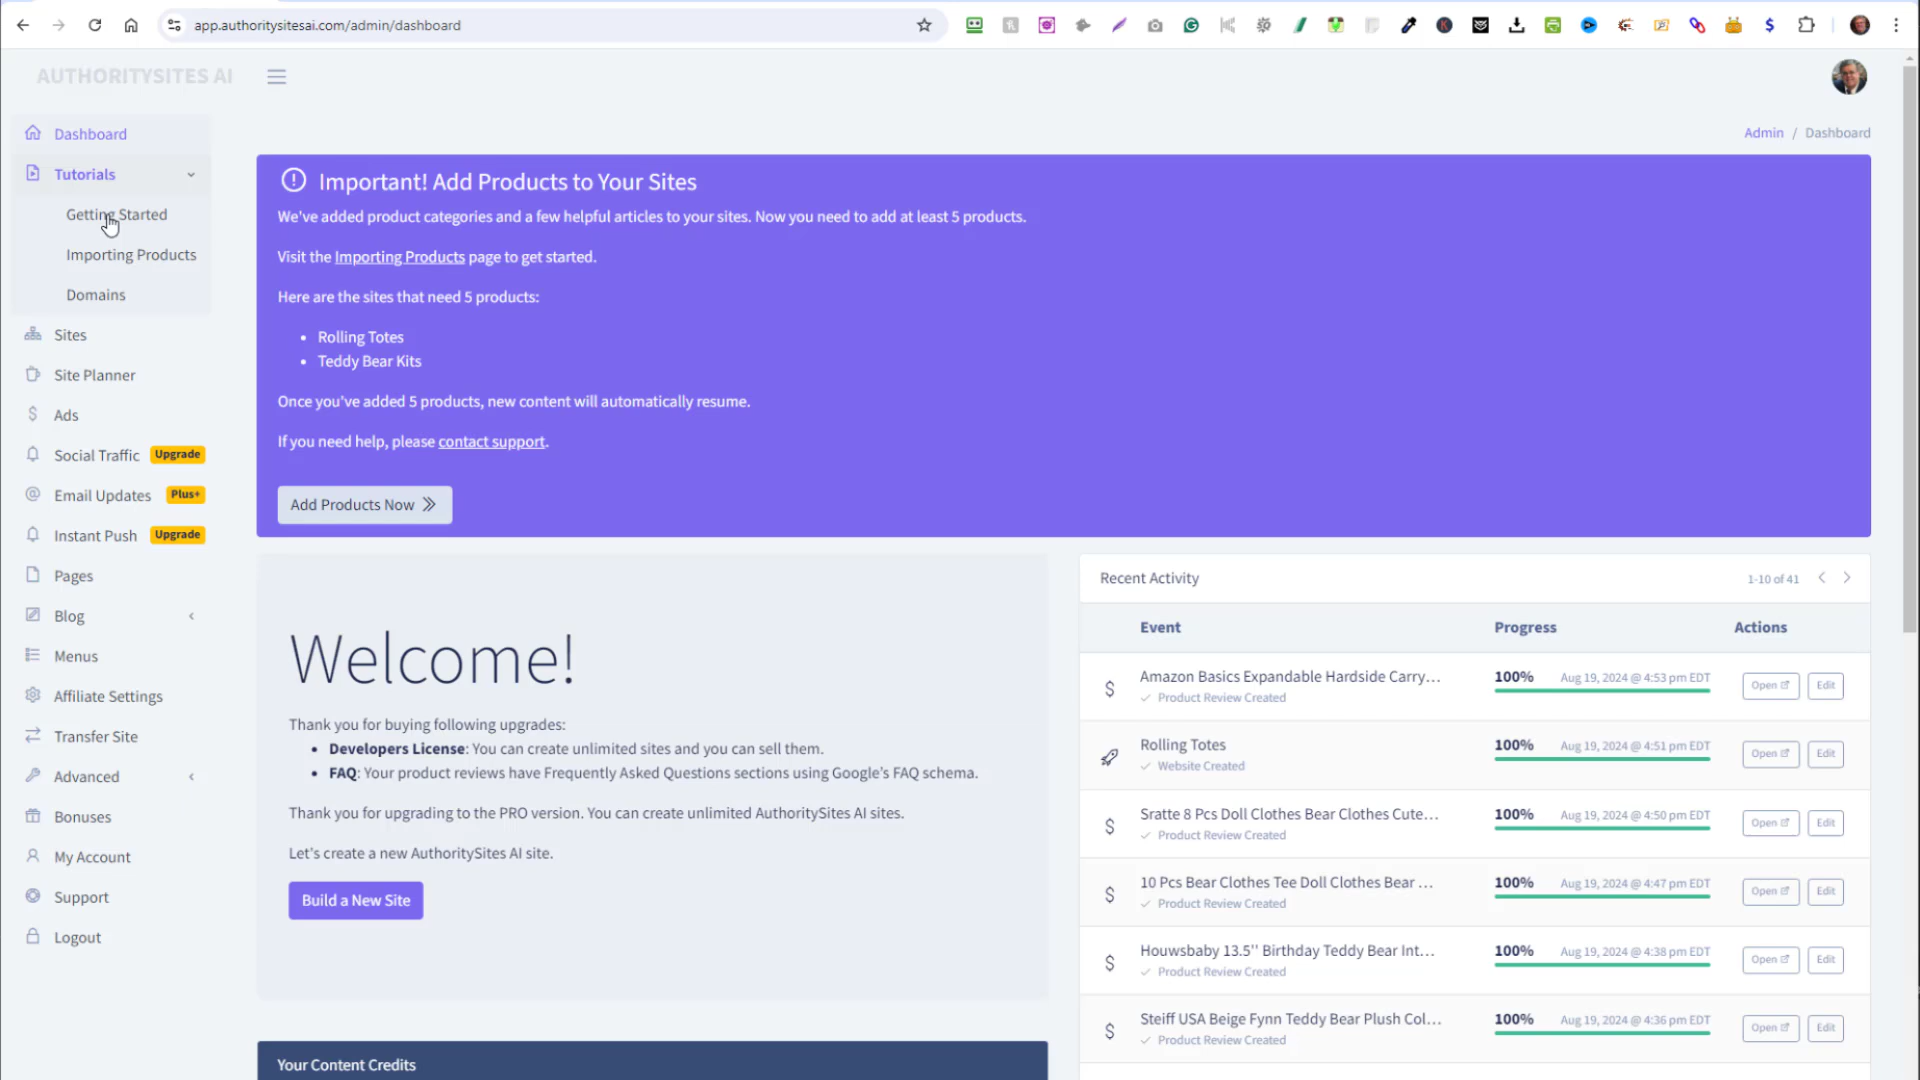 app.authoritysitesai.com/admin/dashboard
AUTHORITYSITES AI
Admin / Dashboard
Dashboard
Tutorials
Getting Started
Importing Products
Domains
Sites
Site Planner
Ads
Social Traffic Upgrade
Email Updates Plus+
Instant Push Upgrade
Pages
Blog
Menus
Affiliate Settings
Transfer Site
Advanced
Bonuses
My Account
Support
Logout
Important! Add Products to Your Sites
We've added product categories and a few helpful articles to your sites. Now you need to add at least 5 products.
Visit the Importing Products page to get started.
Here are the sites that need 5 products:
• Rolling Totes
• Teddy Bear Kits
Once you've added 5 products, new content will automatically resume.
If you need help, please contact support.
Add Products Now
Welcome!
Thank you for buying following upgrades:
• Developers License: You can create unlimited sites and you can sell them.
• FAQ: Your product reviews have Frequently Asked Questions sections using Google's FAQ schema.
Thank you for upgrading to the PRO version. You can create unlimited AuthoritySites AI sites.
Let's create a new AuthoritySites AI site.
Build a New Site
Your Content Credits
Recent Activity 1-10 of 41
Event Progress Actions
Amazon Basics Expandable Hardside Carry... 100% Aug 19, 2024 @ 4:53 pm EDT Open Edit
Product Review Created
Rolling Totes 100% Aug 19, 2024 @ 4:51 pm EDT Open Edit
Website Created
Sratte 8 Pcs Doll Clothes Bear Clothes Cute... 100% Aug 19, 2024 @ 4:50 pm EDT Open Edit
Product Review Created
10 Pcs Bear Clothes Tee Doll Clothes Bear ... 100% Aug 19, 2024 @ 4:47 pm EDT Open Edit
Product Review Created
Houwsbaby 13.5'' Birthday Teddy Bear Int... 100% Aug 19, 2024 @ 4:38 pm EDT Open Edit
Product Review Created
Steiff USA Beige Fynn Teddy Bear Plush Col... 100% Aug 19, 2024 @ 4:36 pm EDT Open Edit
Product Review Created